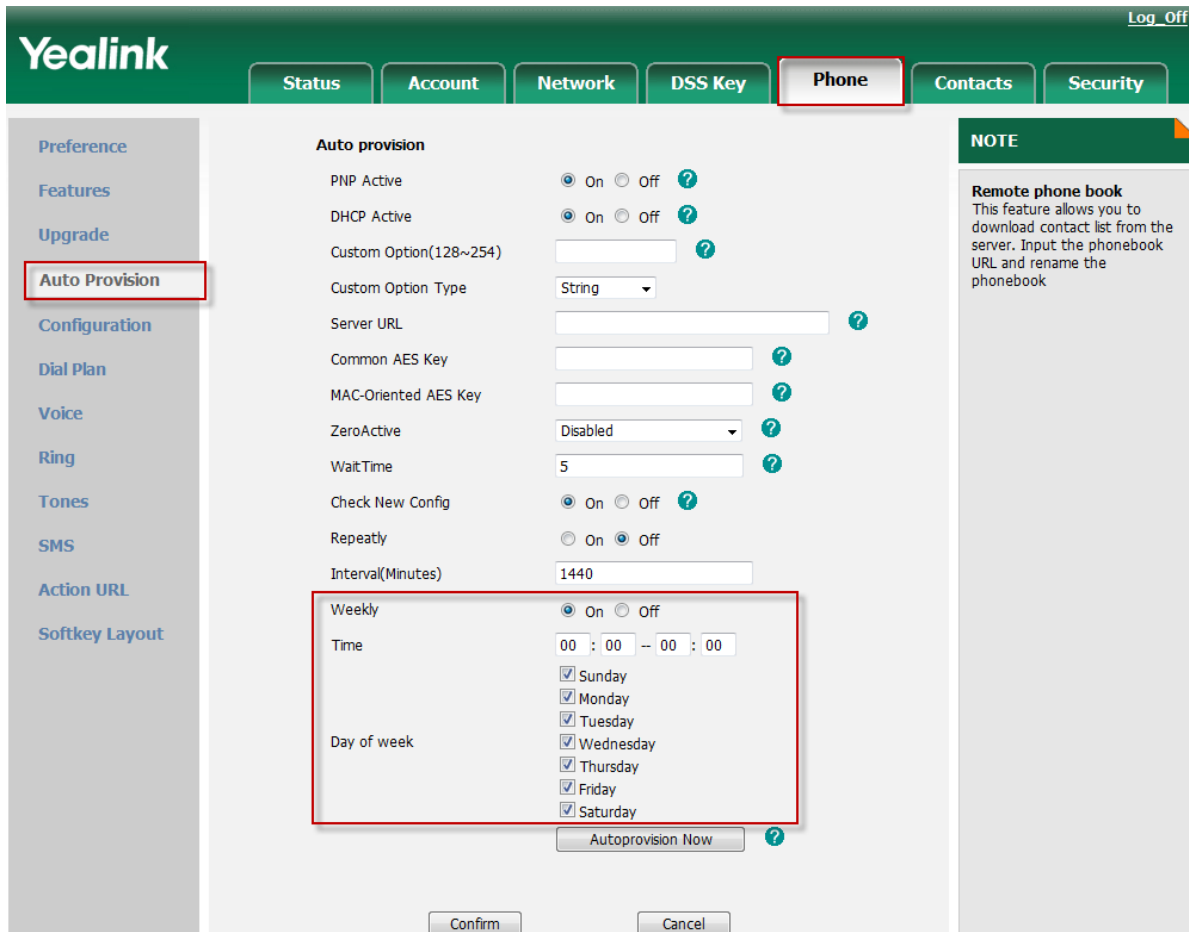 Log_Off
Yealink
Status Account Network DSS Key Phone Contacts Security
Preference
Features
Upgrade
Auto Provision
Configuration
Dial Plan
Voice
Ring
Tones
SMS
Action URL
Softkey Layout
Auto provision
PNP Active On Off ?
DHCP Active On Off ?
Custom Option(128~254) ?
Custom Option Type String
Server URL ?
Common AES Key ?
MAC-Oriented AES Key ?
ZeroActive Disabled ?
WaitTime 5 ?
Check New Config On Off ?
Repeatly On Off
Interval(Minutes) 1440
Weekly On Off
Time 00 : 00 -- 00 : 00
Day of week
Sunday
Monday
Tuesday
Wednesday
Thursday
Friday
Saturday
Autoprovision Now ?
Confirm Cancel
NOTE
Remote phone book
This feature allows you to
download contact list from the
server. Input the phonebook
URL and rename the
phonebook